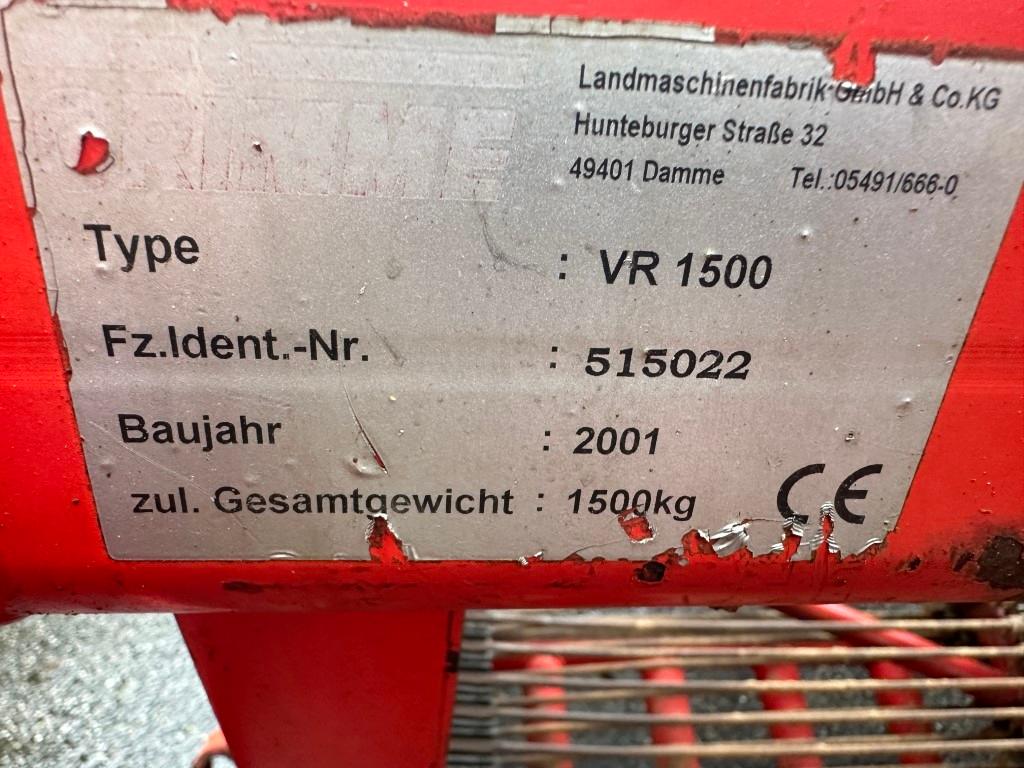 GRIMME
Landmaschinenfabrik GmbH & Co.KG
Hunteburger Straße 32
49401 Damme Tel.:05491/666-0
Type : VR 1500
Fz.Ident.-Nr. : 515022
Baujahr : 2001
zul. Gesamtgewicht : 1500kg
CE